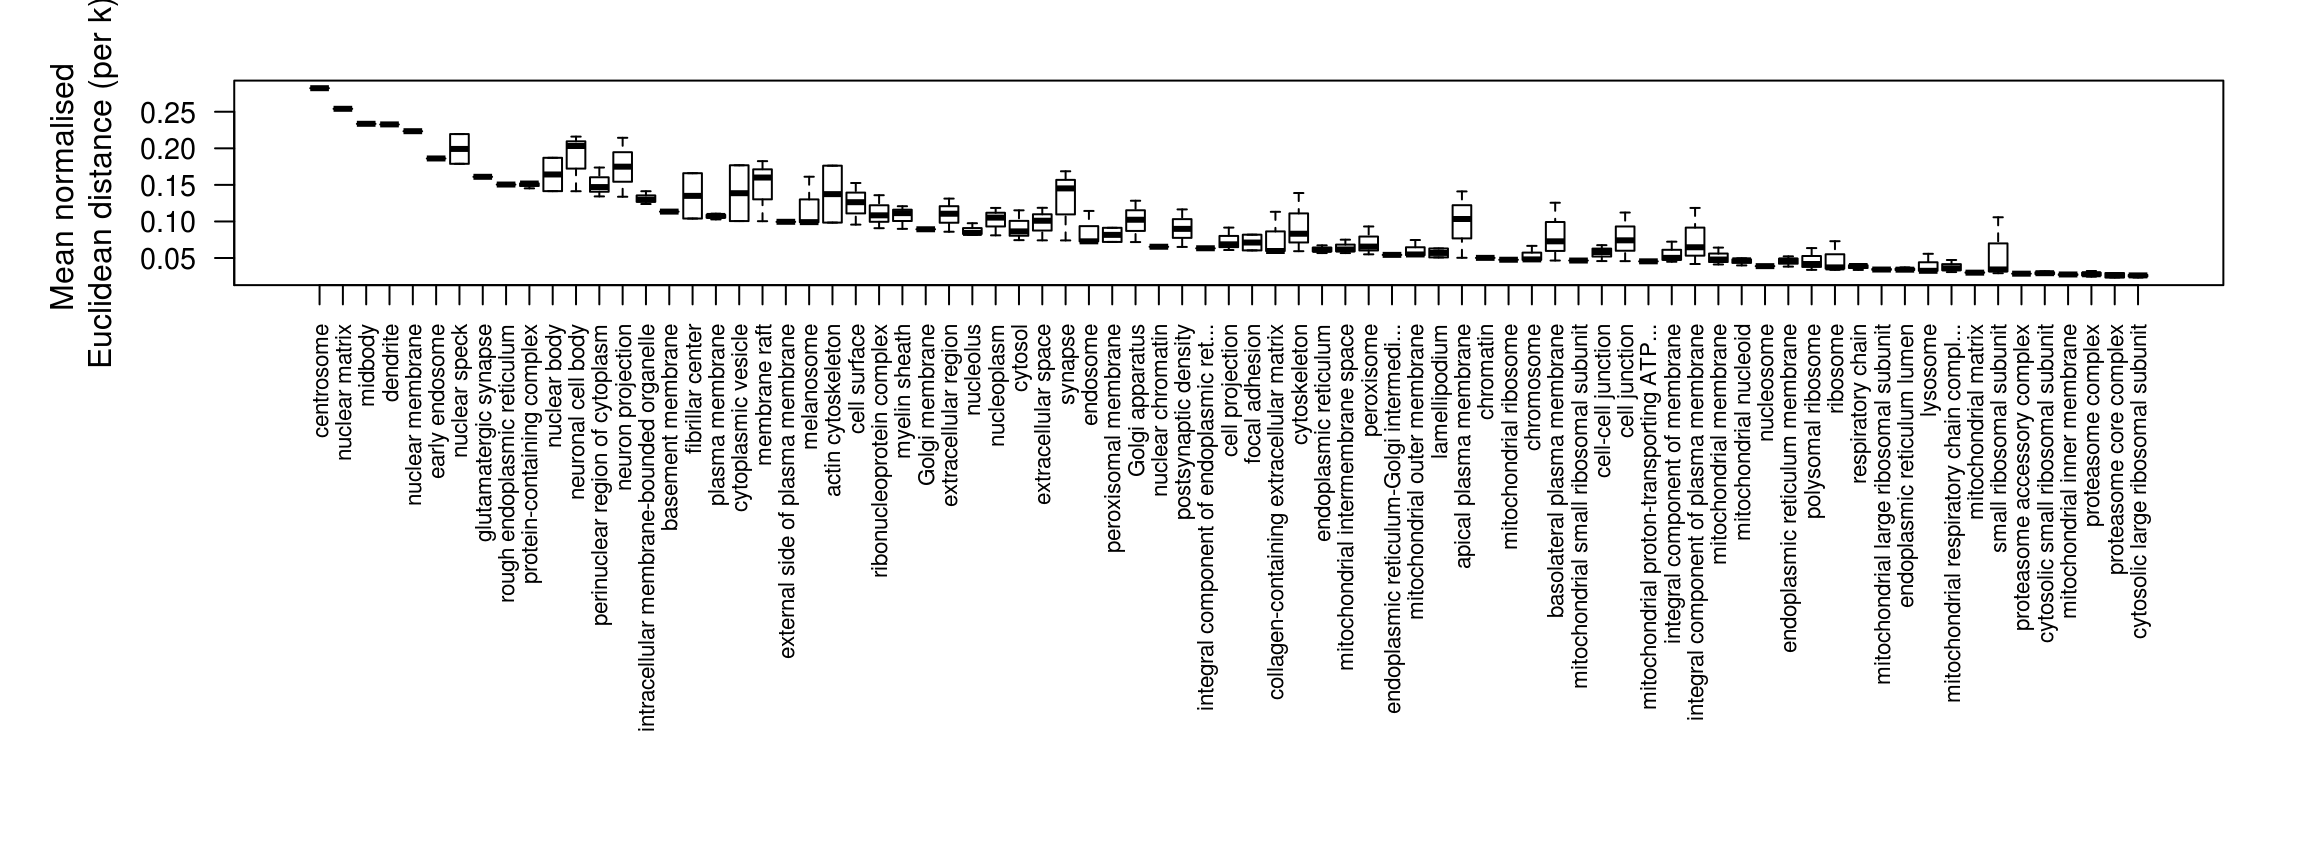 Mean normalised
Euclidean distance (per k)
0.25
0.20
0.15
0.10
0.05
centrosome
nuclear matrix
midbody
dendrite
nuclear membrane
early endosome
nuclear speck
glutamatergic synapse
rough endoplasmic reticulum
protein-containing complex
nuclear body
neuronal cell body
perinuclear region of cytoplasm
neuron projection
intracellular membrane-bounded organelle
basement membrane
fibrillar center
plasma membrane
cytoplasmic vesicle
membrane raft
external side of plasma membrane
melanosome
actin cytoskeleton
cell surface
ribonucleoprotein complex
myelin sheath
Golgi membrane
extracellular region
nucleolus
nucleoplasm
cytosol
extracellular space
synapse
endosome
peroxisomal membrane
Golgi apparatus
nuclear chromatin
postsynaptic density
integral component of endoplasmic ret...
cell projection
focal adhesion
collagen-containing extracellular matrix
cytoskeleton
endoplasmic reticulum
mitochondrial intermembrane space
peroxisome
endoplasmic reticulum-Golgi intermedi...
mitochondrial outer membrane
lamellipodium
apical plasma membrane
chromatin
mitochondrial ribosome
chromosome
basolateral plasma membrane
mitochondrial small ribosomal subunit
cell-cell junction
cell junction
mitochondrial proton-transporting ATP...
integral component of membrane
integral component of plasma membrane
mitochondrial membrane
mitochondrial nucleoid
nucleosome
endoplasmic reticulum membrane
polysomal ribosome
ribosome
respiratory chain
mitochondrial large ribosomal subunit
endoplasmic reticulum lumen
lysosome
mitochondrial respiratory chain compl...
mitochondrial matrix
small ribosomal subunit
proteasome accessory complex
cytosolic small ribosomal subunit
mitochondrial inner membrane
proteasome complex
proteasome core complex
cytosolic large ribosomal subunit